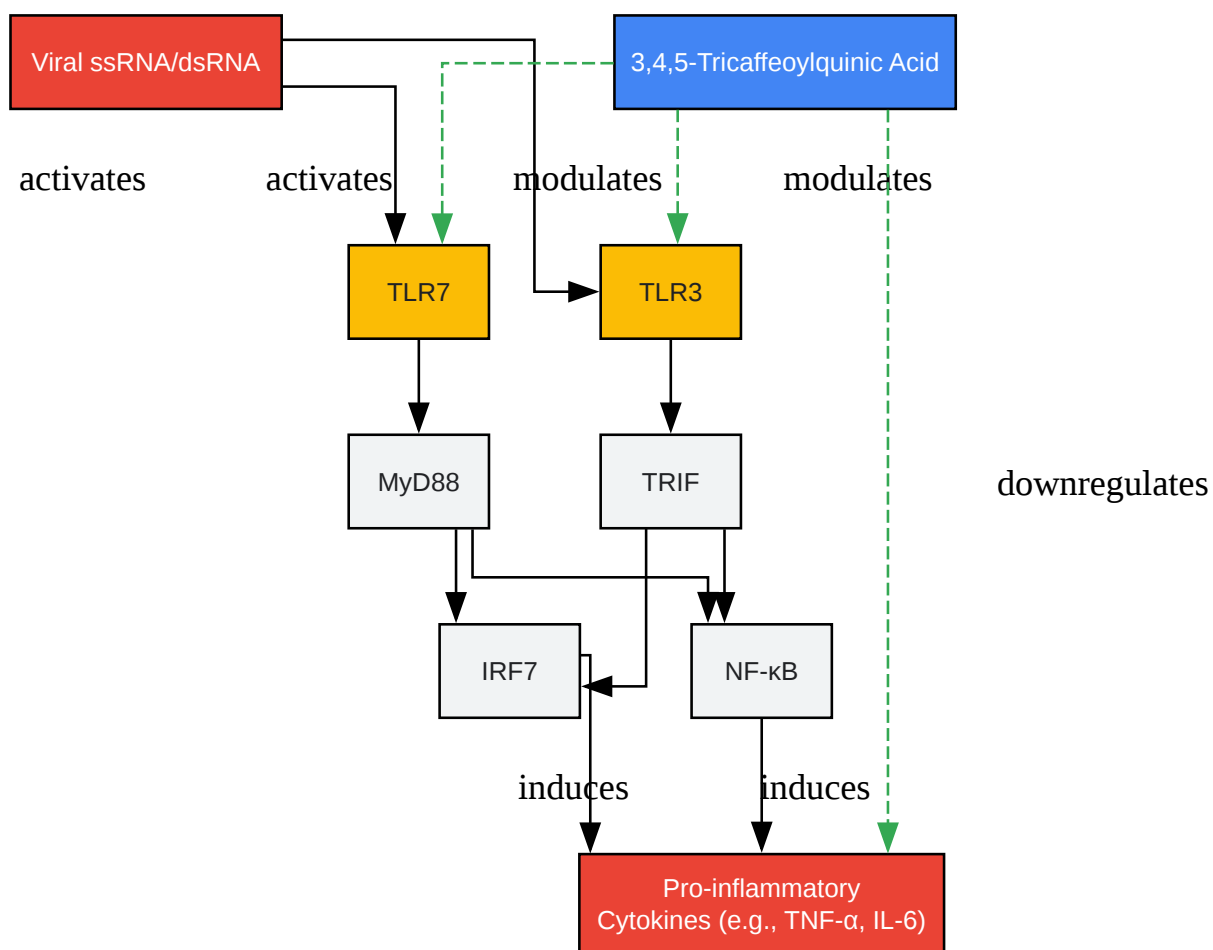 Viral ssRNA/dsRNA
3,4,5-Tricaffeoylquinic Acid
activates
activates
modulates
modulates
TLR7
TLR3
MyD88
TRIF
downregulates
IRF7
NF-κB
induces
induces
Pro-inflammatory
Cytokines (e.g., TNF-α, IL-6)